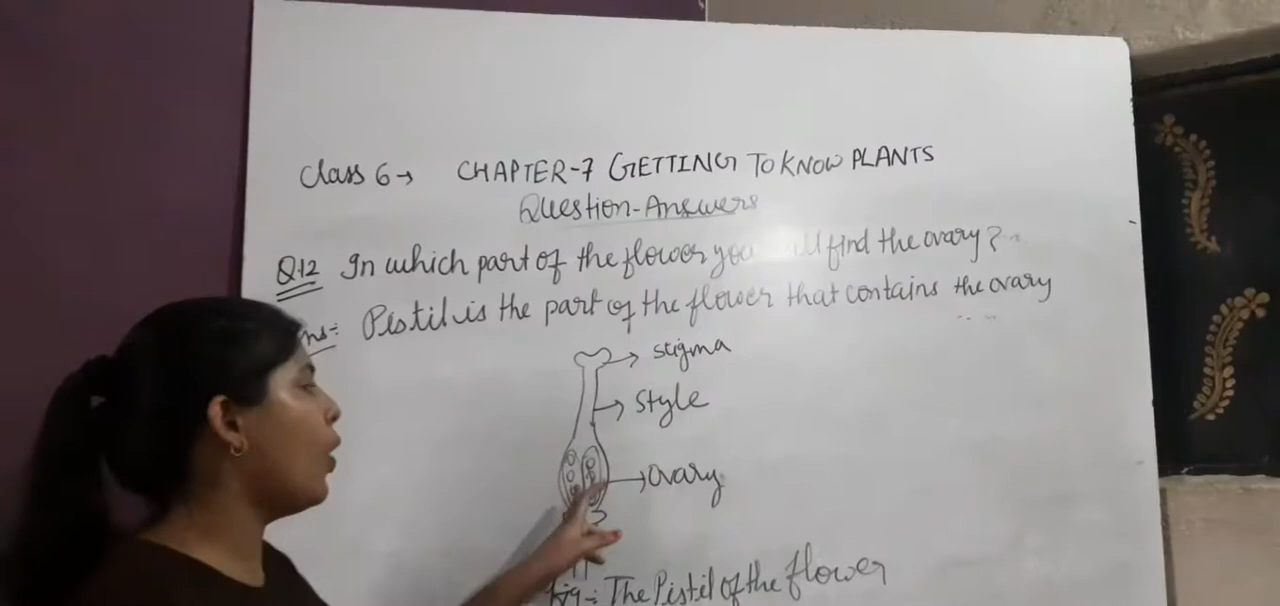 Class 6→ CHAPTER-7 GETTING TO KNOW PLANTS
Question-Answers
Q.12 In which part of the flower you find the ovary?
Pistil is the part of the flower that contains the ovary
→ stigma
→ style
→ ovary
Fig-: The Pistil of the flower